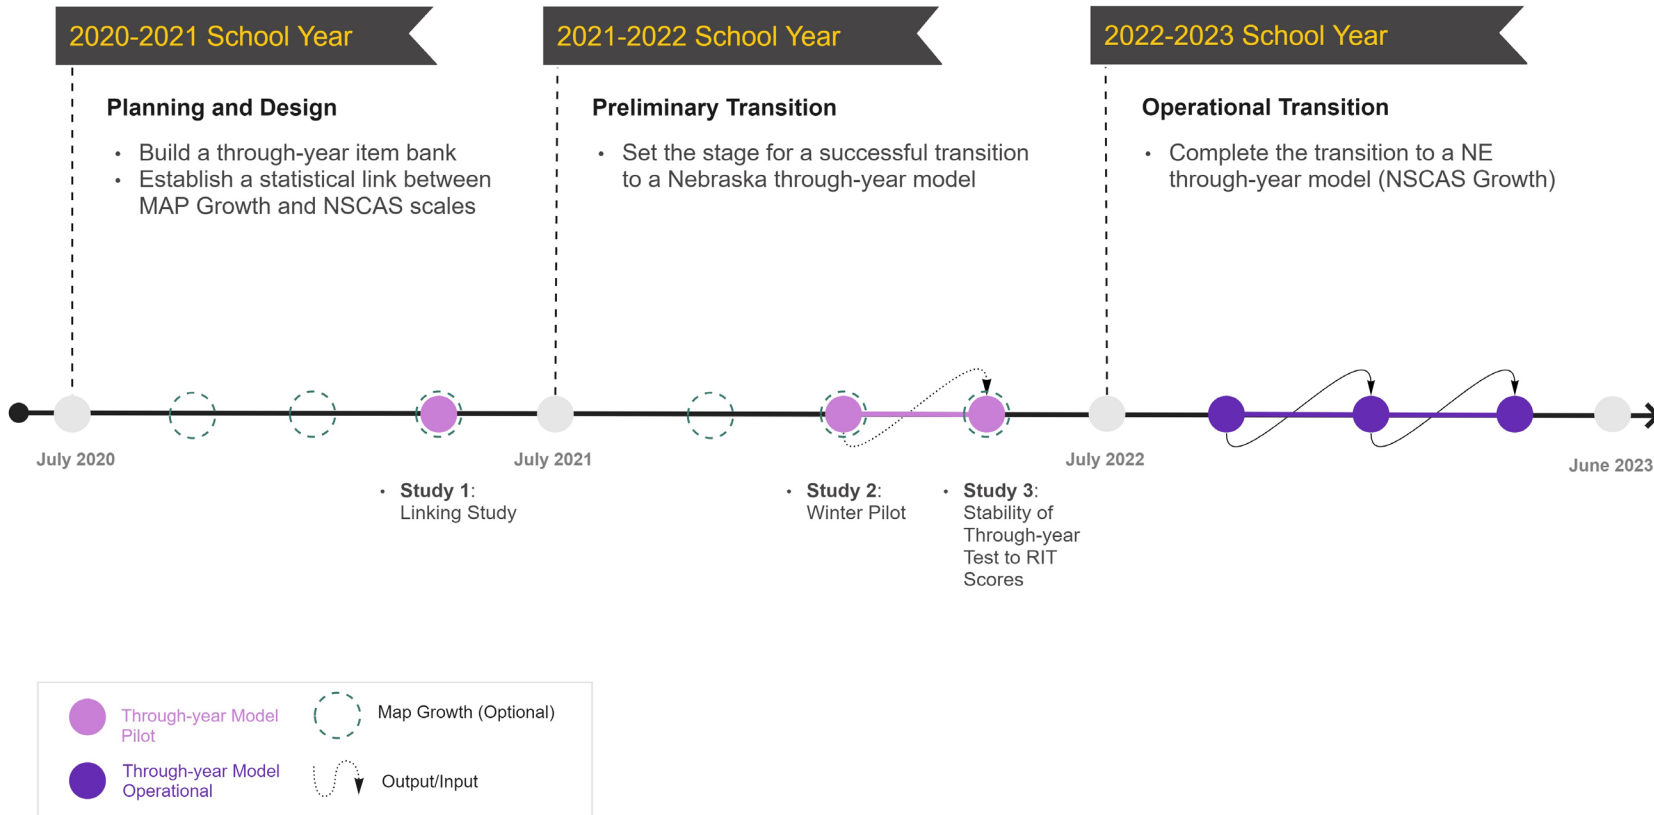 2020-2021 School Year
2021-2022 School Year
2022-2023 School Year
Planning and Design
• Build a through-year item bank
• Establish a statistical link between
MAP Growth and NSCAS scales
Preliminary Transition
• Set the stage for a successful transition
to a Nebraska through-year model
Operational Transition
• Complete the transition to a NE
through-year model (NSCAS Growth)
July 2020
July 2021
July 2022
June 2023
• Study 1:
Linking Study
• Study 2:
Winter Pilot
• Study 3:
Stability of
Through-year
Test to RIT
Scores
Through-year Model
Pilot
Map Growth (Optional)
Through-year Model
Operational
Output/Input